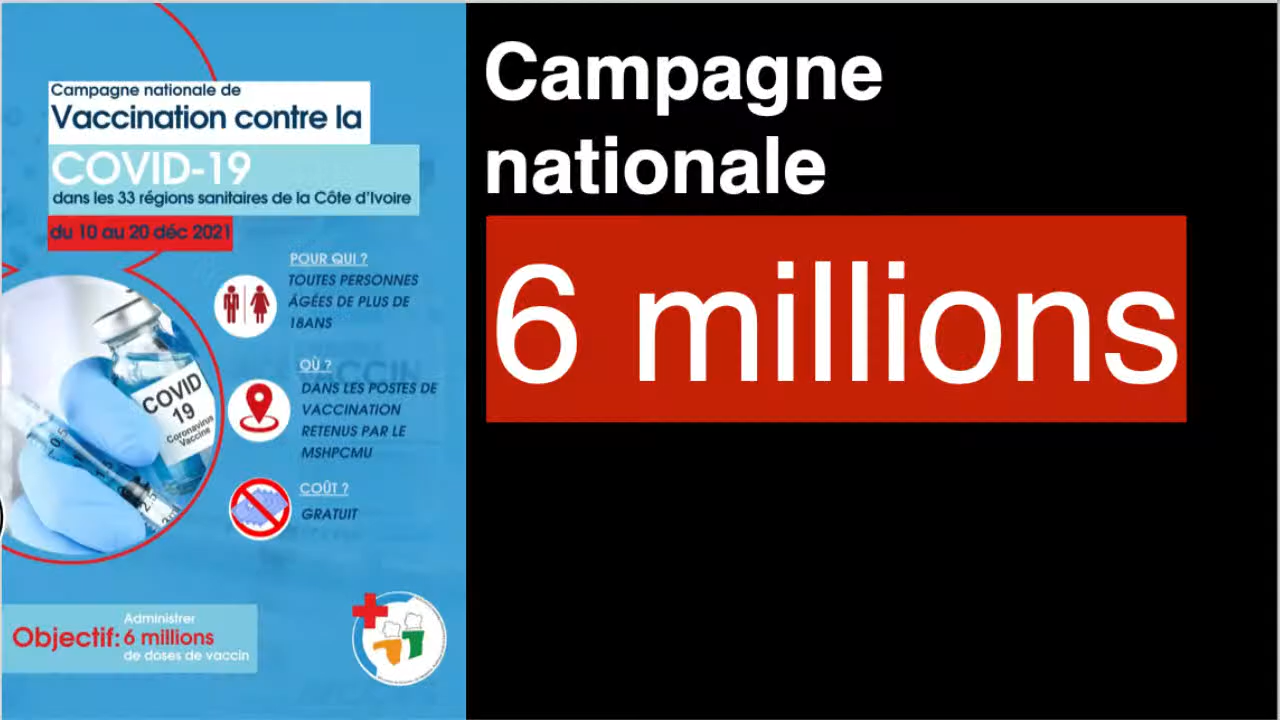 Campagne nationale de
Vaccination contre la
COVID-19
dans les 33 régions sanitaires de la Côte d'Ivoire
du 10 au 20 déc 2021
POUR QUI ?
TOUTES PERSONNES
ÂGÉES DE PLUS DE
18ANS
OÙ ?
DANS LES POSTES DE
VACCINATION
RETENUS PAR LE
MSHPCMU
COÛT ?
GRATUIT
COVID
19
Coronavirus
Vaccine
Administrer
Objectif: 6 millions
de doses de vaccin
Campagne
nationale
6 millions